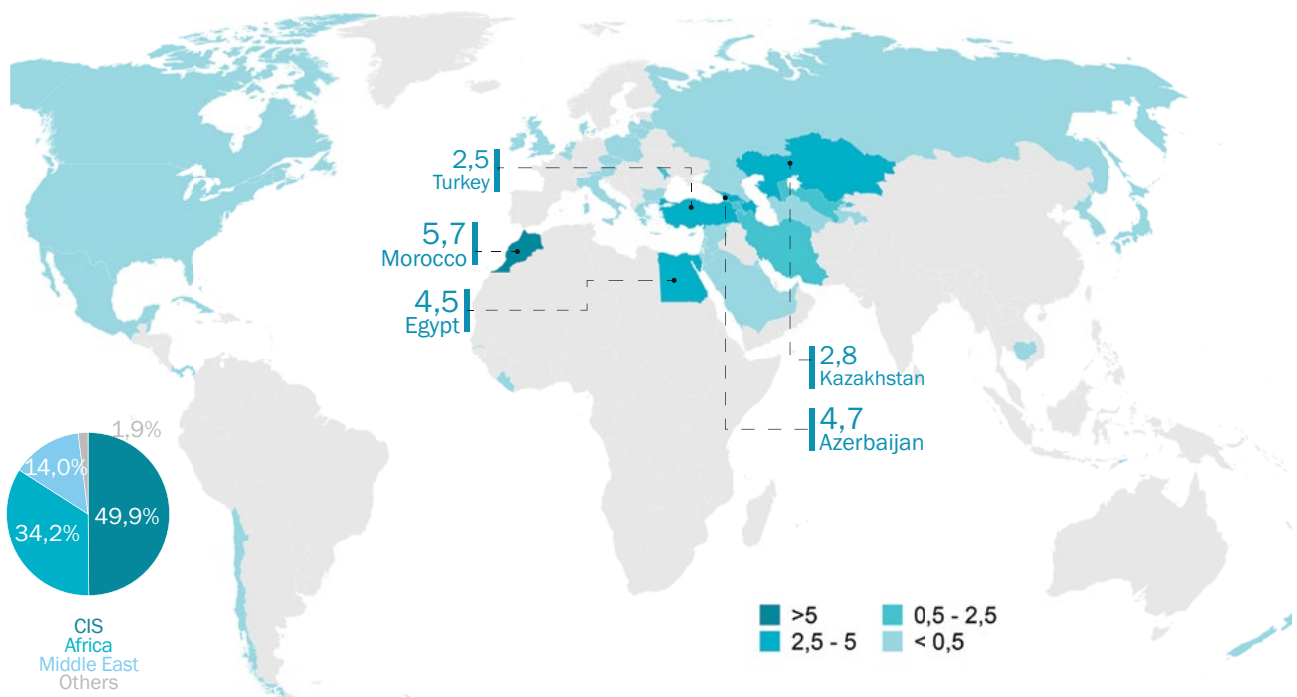 2,5
Turkey
5,7
Morocco
4,5
Egypt
2,8
Kazakhstan
4,7
Azerbaijan
1,9%
14,0%
34,2%
49,9%
CIS
Africa
Middle East
Others
>5
2,5 - 5
0,5 - 2,5
< 0,5